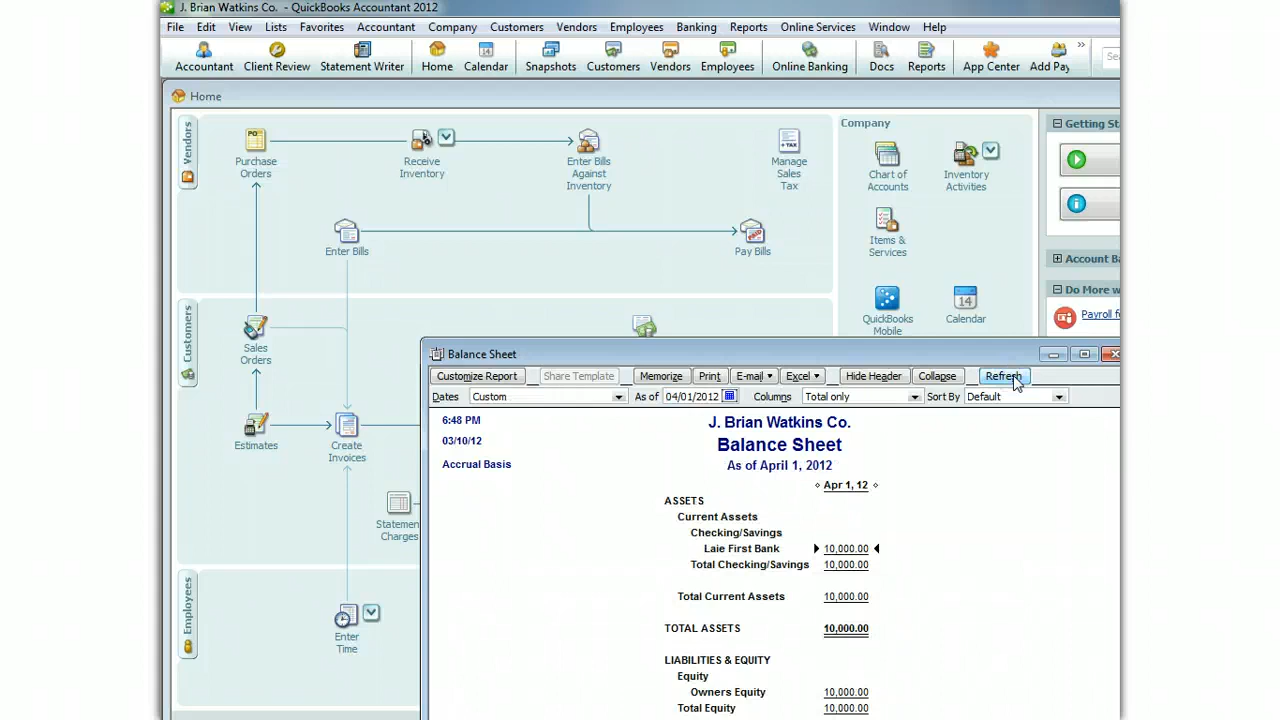 J. Brian Watkins Co. - QuickBooks Accountant 2012
File Edit View Lists Favorites Accountant Company Customers Vendors Employees Banking Reports Online Services Window Help
Accountant Client Review Statement Writer Home Calendar Snapshots Customers Vendors Employees Online Banking Docs Reports App Center Add Pay
Home
Vendors
PO
Purchase
Orders
Receive
Inventory
Enter Bills
Against
Inventory
+ TAX
Manage
Sales
Tax
Enter Bills
Pay Bills
Customers
Sales
Orders
Estimates
Create
Invoices
Statemen
Charges
Employees
Enter
Time
Company
Chart of
Accounts
Inventory
Activities
Items &
Services
QuickBooks
Mobile
14
Calendar
Getting St
Account Ba
Do More w
Payroll f
Balance Sheet
Customize Report Share Template Memorize Print E-mail Excel Hide Header Collapse Refresh
Dates Custom As of 04/01/2012 Columns Total only Sort By Default
6:48 PM
03/10/12
Accrual Basis
J. Brian Watkins Co.
Balance Sheet
As of April 1, 2012
Apr 1, 12
ASSETS
Current Assets
Checking/Savings
Laie First Bank 10,000.00
Total Checking/Savings 10,000.00
Total Current Assets 10,000.00
TOTAL ASSETS 10,000.00
LIABILITIES & EQUITY
Equity
Owners Equity 10,000.00
Total Equity 10,000.00